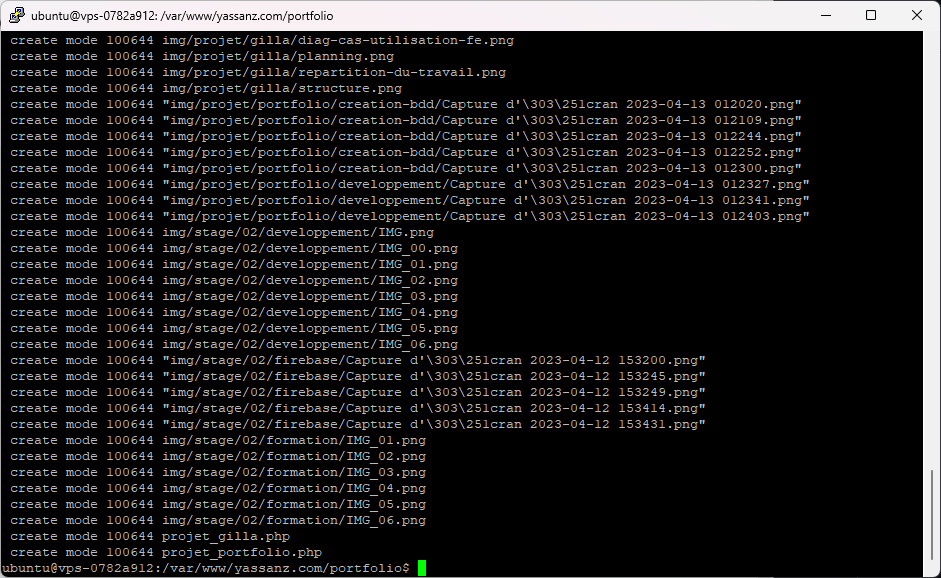 ubuntu@vps-0782a912: /var/www/yassanz.com/portfolio
create mode 100644 img/projet/gilla/diag-cas-utilisation-fe.png
create mode 100644 img/projet/gilla/planning.png
create mode 100644 img/projet/gilla/repartition-du-travail.png
create mode 100644 img/projet/gilla/structure.png
create mode 100644 "img/projet/portfolio/creation-bdd/Capture d'\303\251cran 2023-04-13 012020.png"
create mode 100644 "img/projet/portfolio/creation-bdd/Capture d'\303\251cran 2023-04-13 012109.png"
create mode 100644 "img/projet/portfolio/creation-bdd/Capture d'\303\251cran 2023-04-13 012244.png"
create mode 100644 "img/projet/portfolio/creation-bdd/Capture d'\303\251cran 2023-04-13 012252.png"
create mode 100644 "img/projet/portfolio/creation-bdd/Capture d'\303\251cran 2023-04-13 012300.png"
create mode 100644 "img/projet/portfolio/developpement/Capture d'\303\251cran 2023-04-13 012327.png"
create mode 100644 "img/projet/portfolio/developpement/Capture d'\303\251cran 2023-04-13 012341.png"
create mode 100644 "img/projet/portfolio/developpement/Capture d'\303\251cran 2023-04-13 012403.png"
create mode 100644 img/stage/02/developpement/IMG.png
create mode 100644 img/stage/02/developpement/IMG_00.png
create mode 100644 img/stage/02/developpement/IMG_01.png
create mode 100644 img/stage/02/developpement/IMG_02.png
create mode 100644 img/stage/02/developpement/IMG_03.png
create mode 100644 img/stage/02/developpement/IMG_04.png
create mode 100644 img/stage/02/developpement/IMG_05.png
create mode 100644 img/stage/02/developpement/IMG_06.png
create mode 100644 "img/stage/02/firebase/Capture d'\303\251cran 2023-04-12 153200.png"
create mode 100644 "img/stage/02/firebase/Capture d'\303\251cran 2023-04-12 153245.png"
create mode 100644 "img/stage/02/firebase/Capture d'\303\251cran 2023-04-12 153249.png"
create mode 100644 "img/stage/02/firebase/Capture d'\303\251cran 2023-04-12 153414.png"
create mode 100644 "img/stage/02/firebase/Capture d'\303\251cran 2023-04-12 153431.png"
create mode 100644 img/stage/02/formation/IMG_01.png
create mode 100644 img/stage/02/formation/IMG_02.png
create mode 100644 img/stage/02/formation/IMG_03.png
create mode 100644 img/stage/02/formation/IMG_04.png
create mode 100644 img/stage/02/formation/IMG_05.png
create mode 100644 img/stage/02/formation/IMG_06.png
create mode 100644 projet_gilla.php
create mode 100644 projet_portfolio.php
ubuntu@vps-0782a912:/var/www/yassanz.com/portfolio$